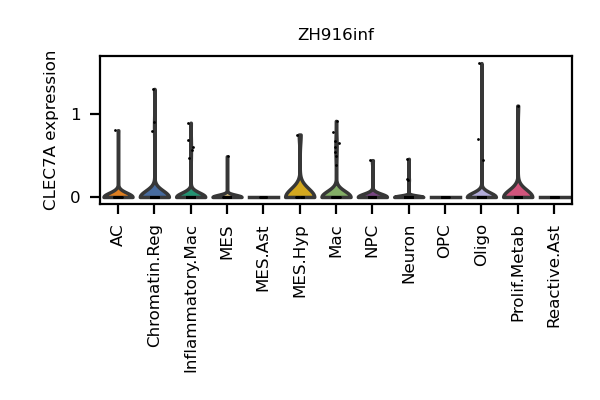 ZH916inf
CLEC7A expression
1
0
AC
Chromatin.Reg
Inflammatory.Mac
MES
MES.Ast
MES.Hyp
Mac
NPC
Neuron
OPC
Oligo
Prolif.Metab
Reactive.Ast